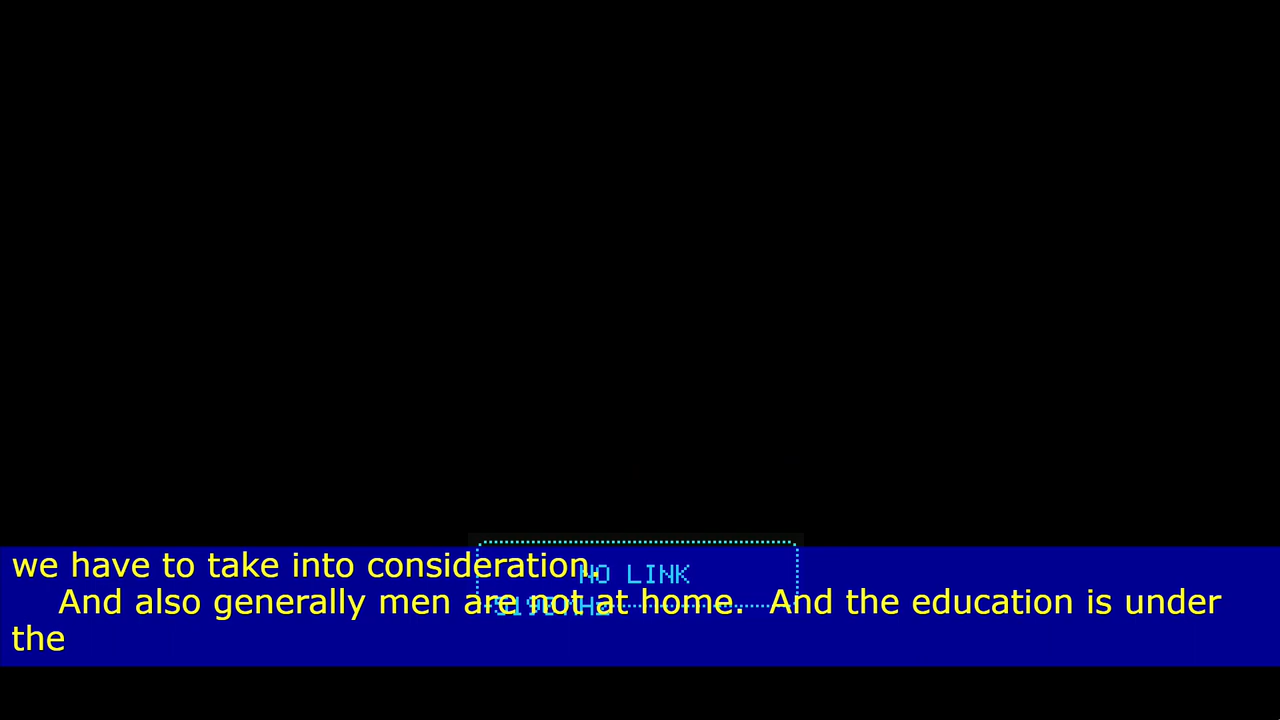 we have to take into consideration.
NO LINK
And also generally men are not at home.  And the education is under
the